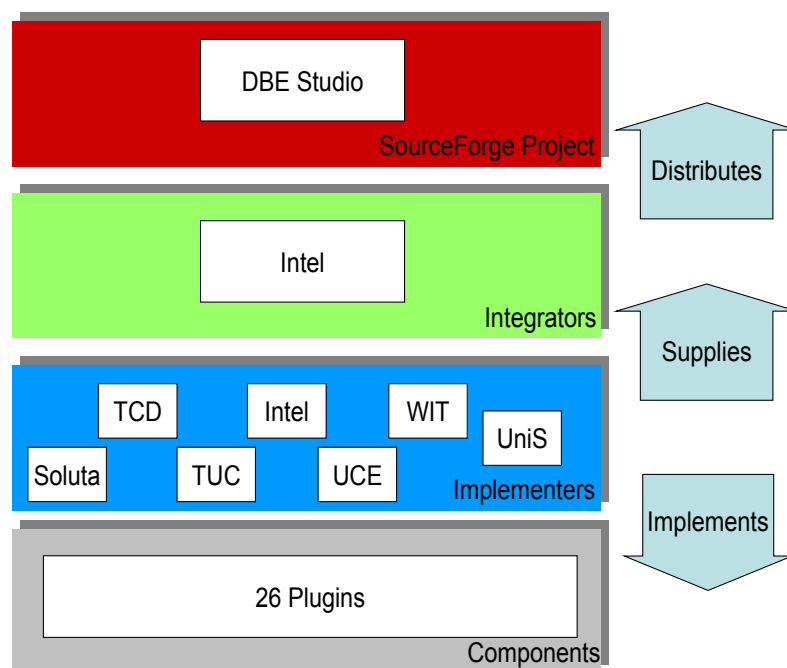 DBE Studio
SourceForge Project
Distributes
Intel
Integrators
Supplies
TCD
Intel
WIT
UniS
Soluta
TUC
UCE
Implementers
Implements
26 Plugins
Components